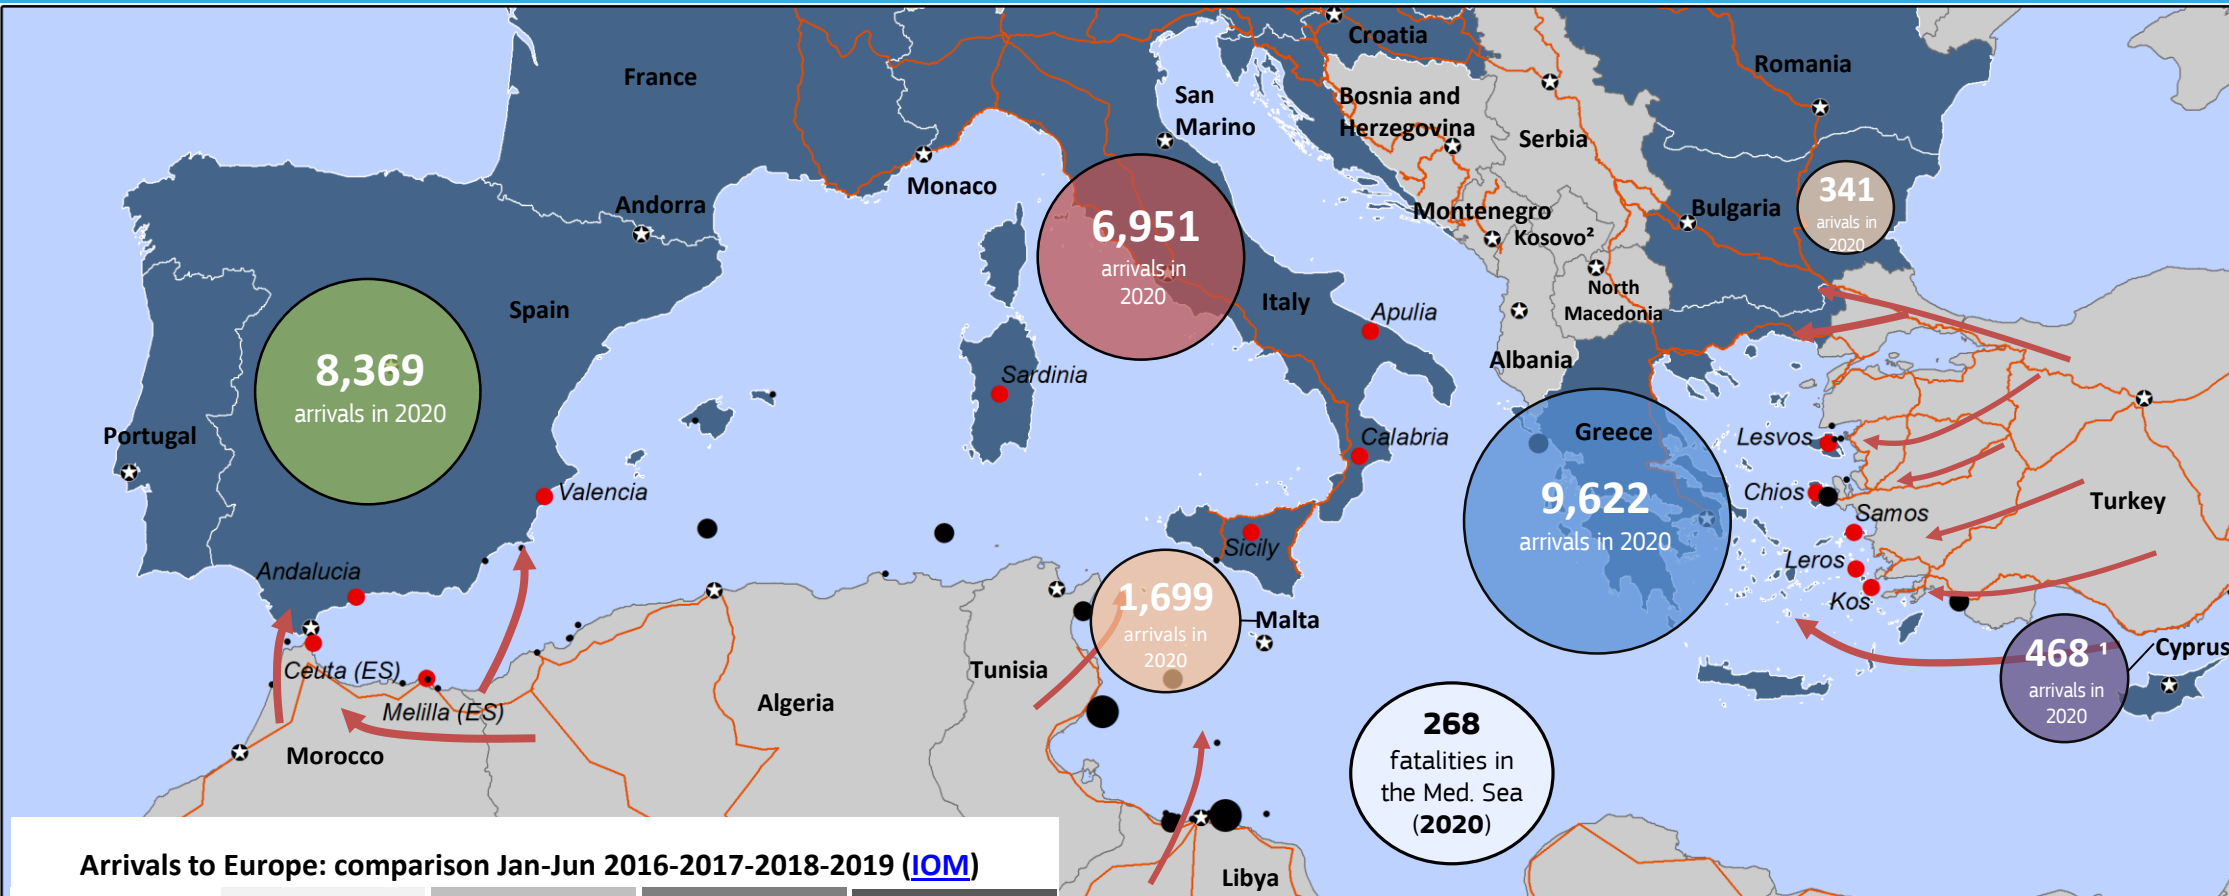 Croatia
France
Romania
San
Marino
Bosnia and
Herzegovina
Serbia
Monaco
Andorra
341
arivals in
2020
6,951
arrivals in
2020
Montenegro
Bulgaria
Kosovo²
North
Macedonia
Spain
Italy
Apulia
8,369
arrivals in 2020
Albania
Sardinia
Portugal
Calabria
Greece
Lesvos
Valencia
9,622
arrivals in 2020
Chios
Turkey
Samos
Sicily
Leros
Andalucia
Kos
1,699
arrivals in
2020
Malta
468 ¹
arrivals in
2020
Cyprus
Ceuta (ES)
Tunisia
Algeria
Melilla (ES)
Morocco
268
fatalities in
the Med. Sea
(2020)
Arrivals to Europe: comparison Jan-Jun 2016-2017-2018-2019 (IOM)
Libya